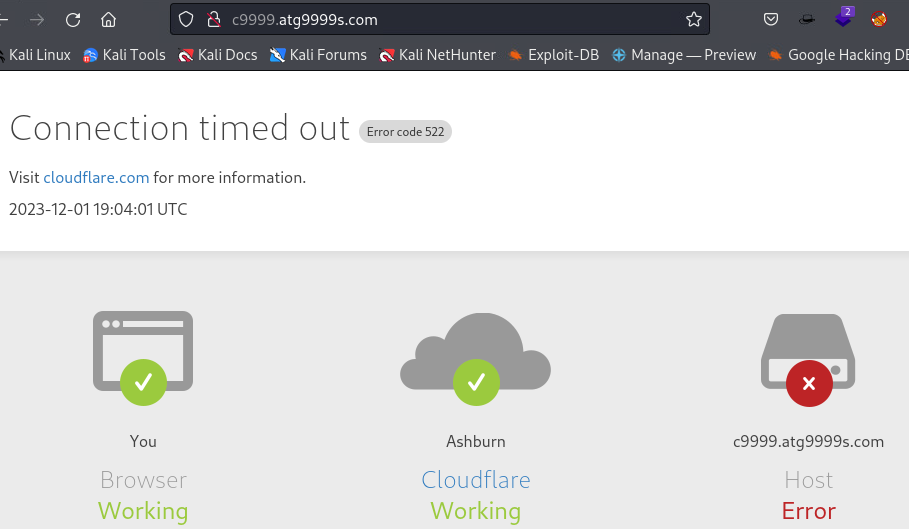 c9999.atg9999s.com
2
Kali Linux Kali Tools Kali Docs Kali Forums Kali NetHunter Exploit-DB Manage — Preview Google Hacking DB
Connection timed out Error code 522
Visit cloudflare.com for more information.
2023-12-01 19:04:01 UTC
You Ashburn c9999.atg9999s.com
Browser Cloudflare Host
Working Working Error